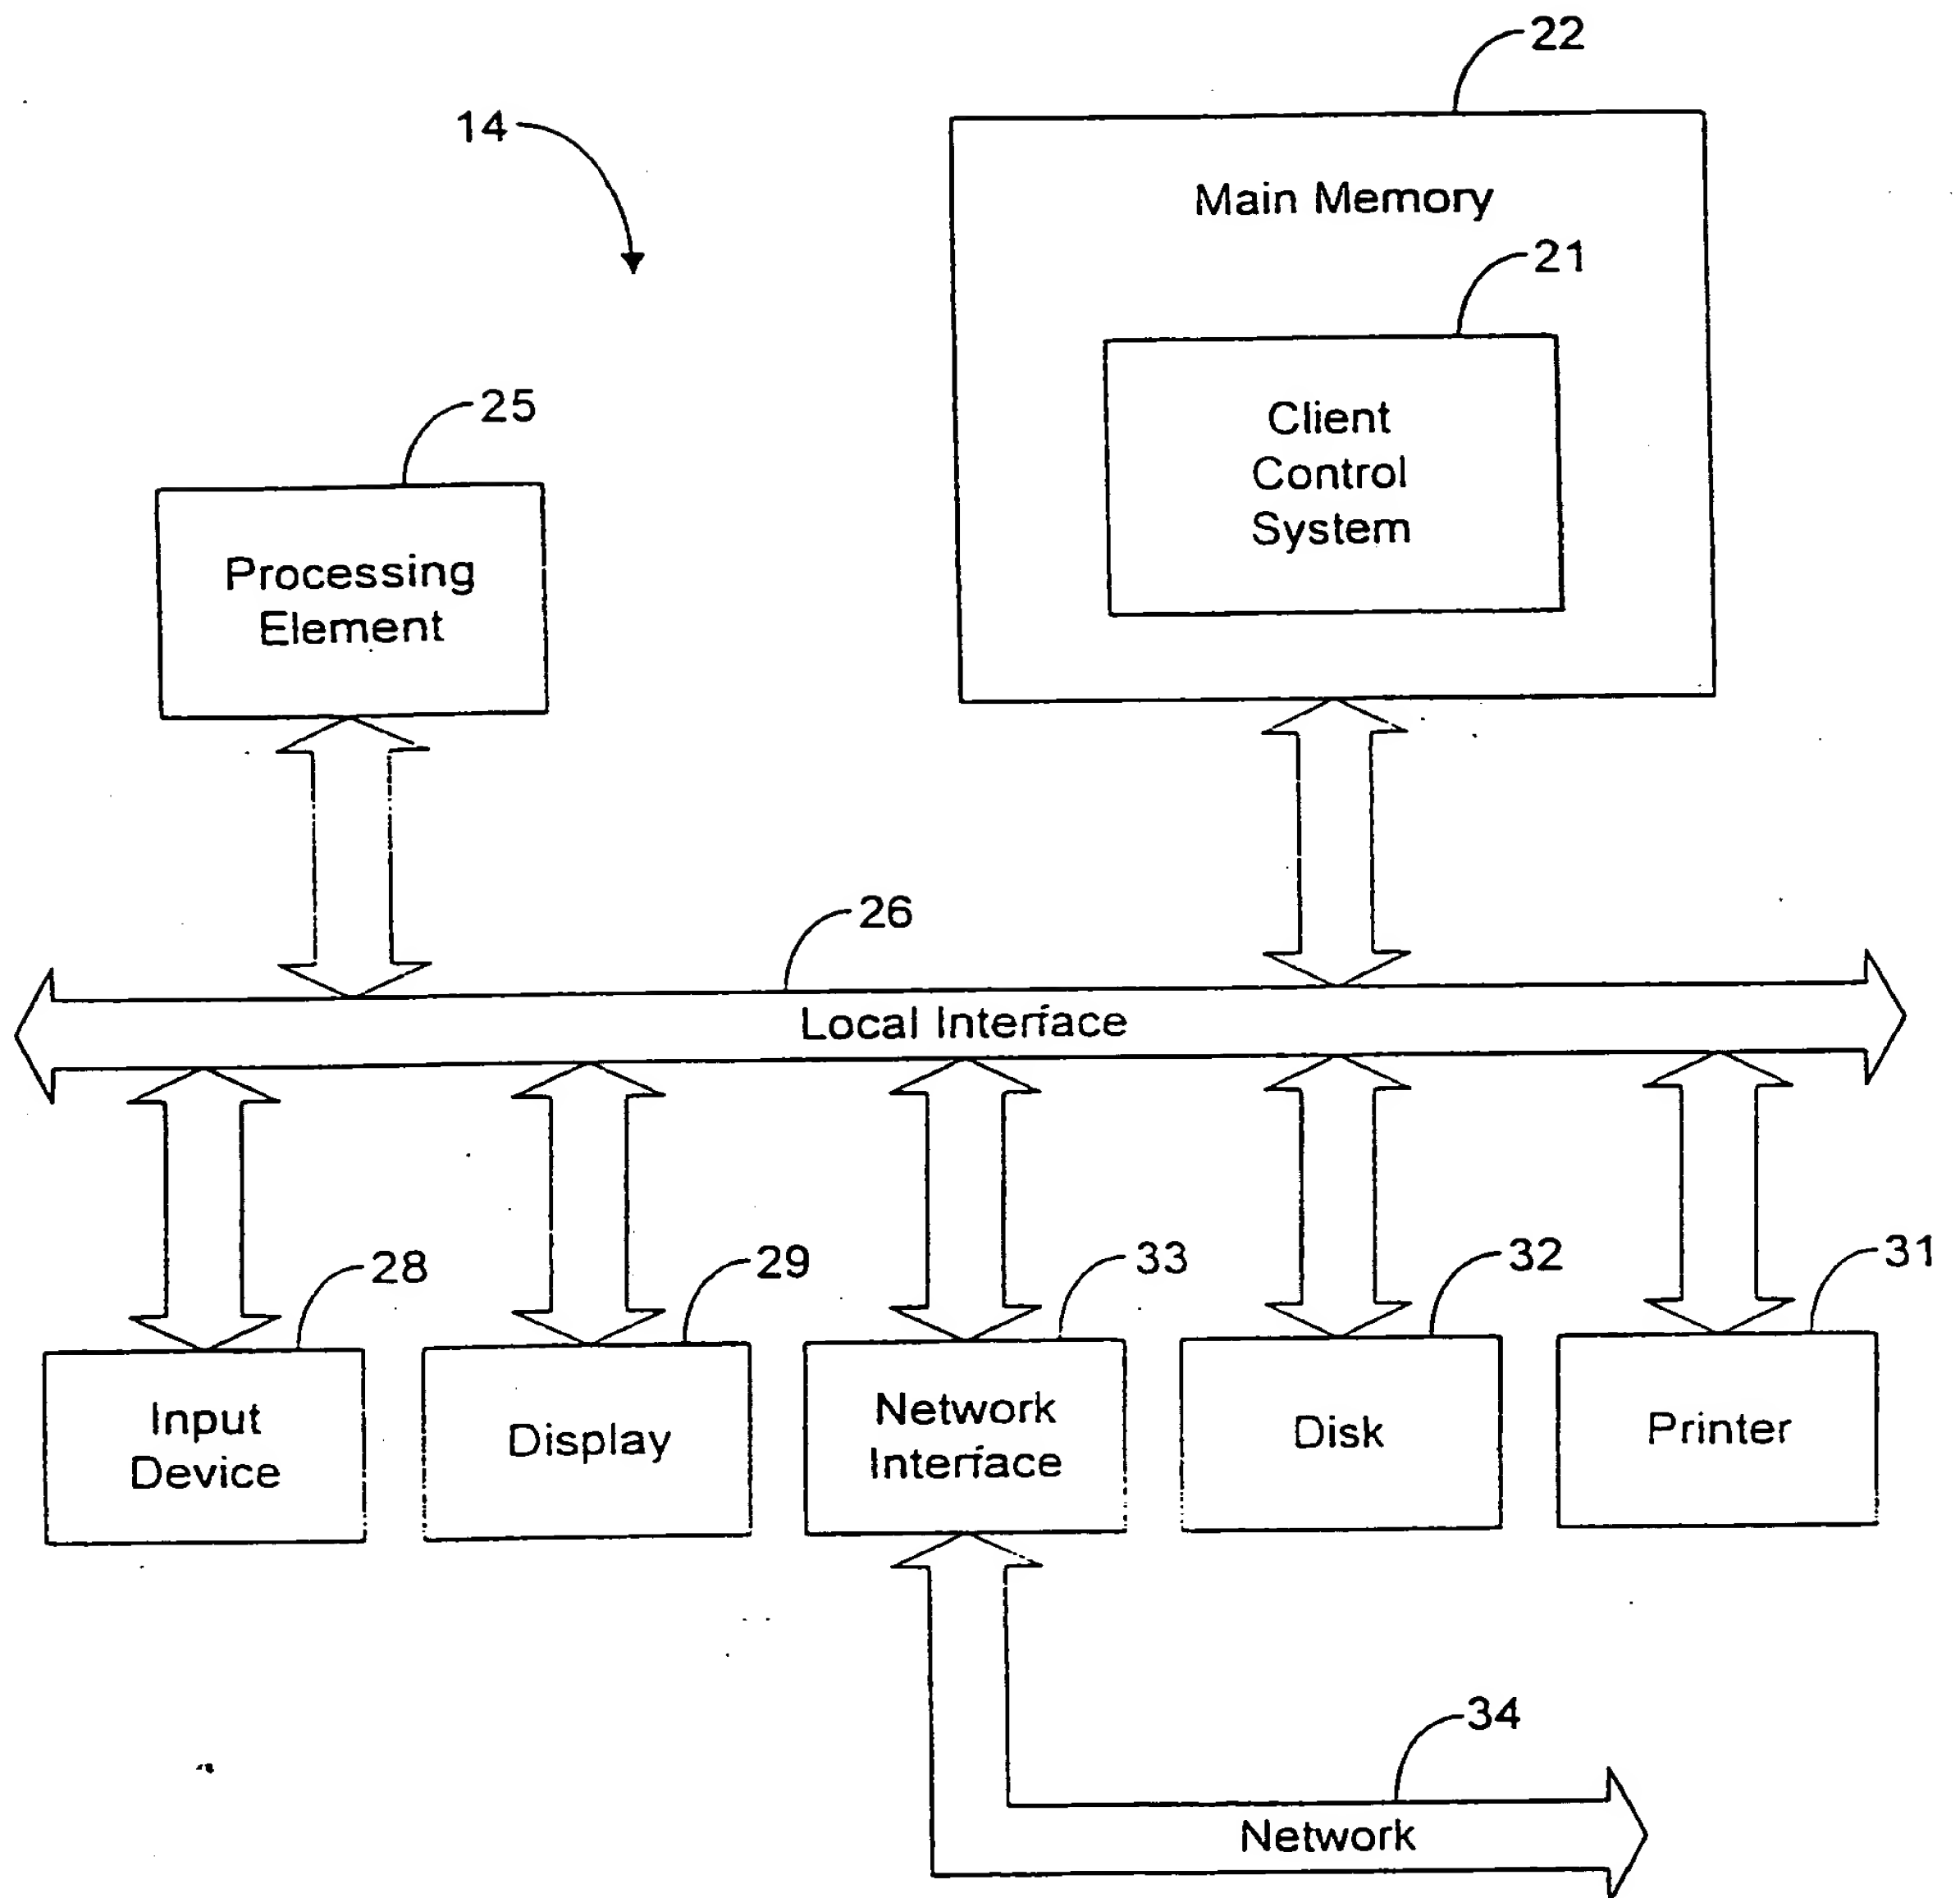 22
14
Main Memory
21
25
Client
Control
System
Processing
Element
26
Local Interface
28
29
33
32
31
Input
Device
Display
Network
Interface
Disk
Printer
34
Network